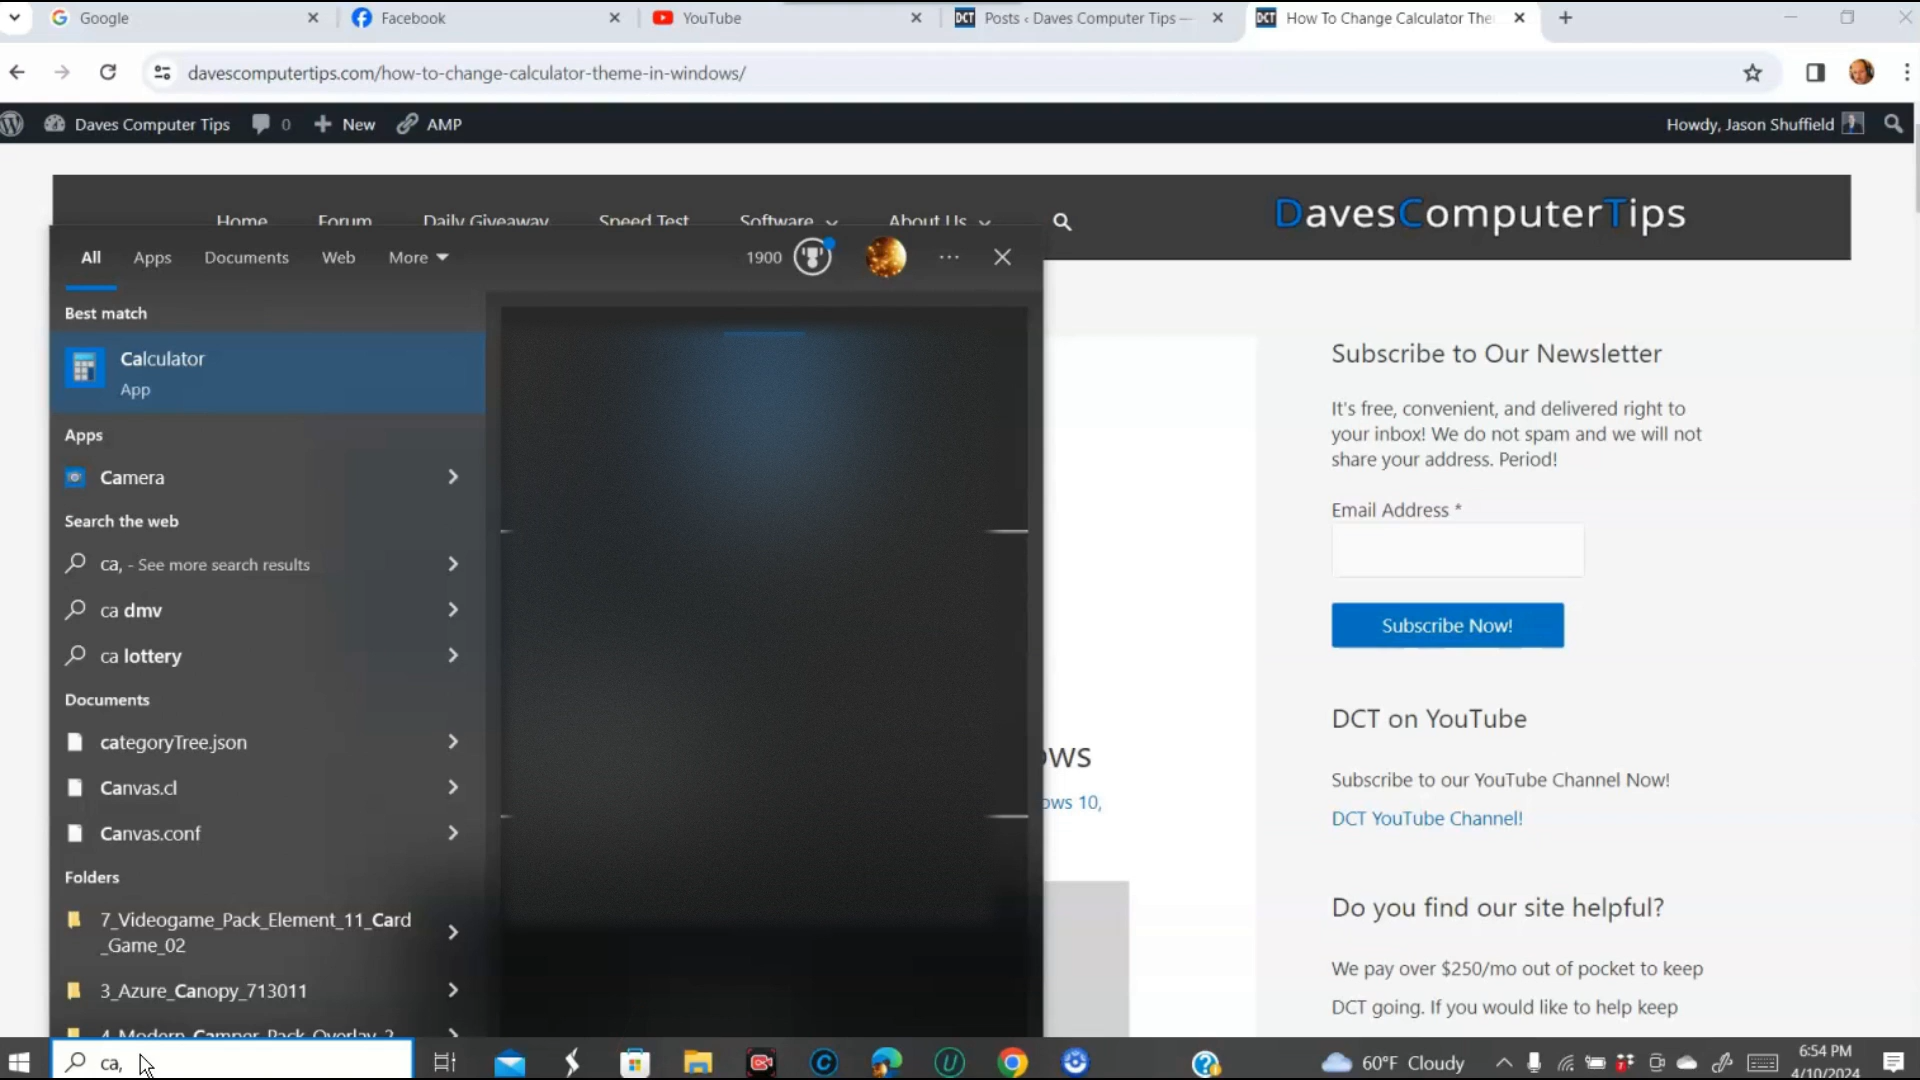 Google
Facebook
YouTube
DCT Posts ‹ Daves Computer Tips —
DCT How To Change Calculator The
davescomputertips.com/how-to-change-calculator-theme-in-windows/
Daves Computer Tips 0 New AMP
Howdy, Jason Shuffield
Home Forum Daily Giveaway Speed Test Software About Us
DavesComputerTips
All Apps Documents Web More 1900
Best match
Calculator
App
Apps
Camera
Search the web
ca, - See more search results
ca dmv
ca lottery
Documents
categoryTree.json
Canvas.cl
Canvas.conf
Folders
7_Videogame_Pack_Element_11_Card
_Game_02
3_Azure_Canopy_713011
4_Modern_Camper_Pack_Overlay_2
ows
ows 10,
Subscribe to Our Newsletter
It's free, convenient, and delivered right to
your inbox! We do not spam and we will not
share your address. Period!
Email Address *
Subscribe Now!
DCT on YouTube
Subscribe to our YouTube Channel Now!
DCT YouTube Channel!
Do you find our site helpful?
We pay over $250/mo out of pocket to keep
DCT going. If you would like to help keep
ca,
60°F Cloudy
6:54 PM
4/10/2024